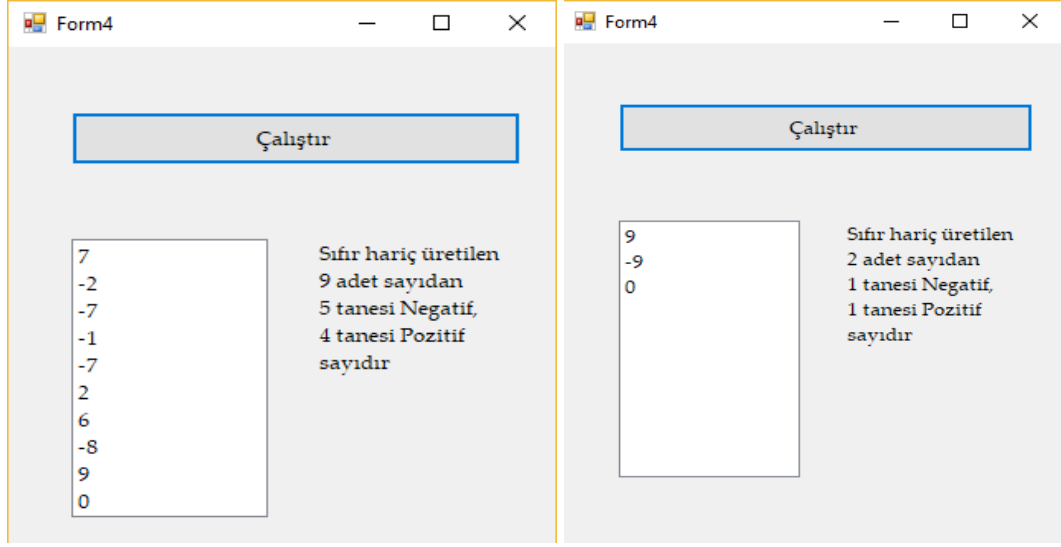 Form4
Çalıştır
7
-2
-7
-1
-7
2
6
-8
9
0
Sıfır hariç üretilen
9 adet sayıdan
5 tanesi Negatif,
4 tanesi Pozitif
sayıdır
Form4
Çalıştır
9
-9
0
Sıfır hariç üretilen
2 adet sayıdan
1 tanesi Negatif,
1 tanesi Pozitif
sayıdır